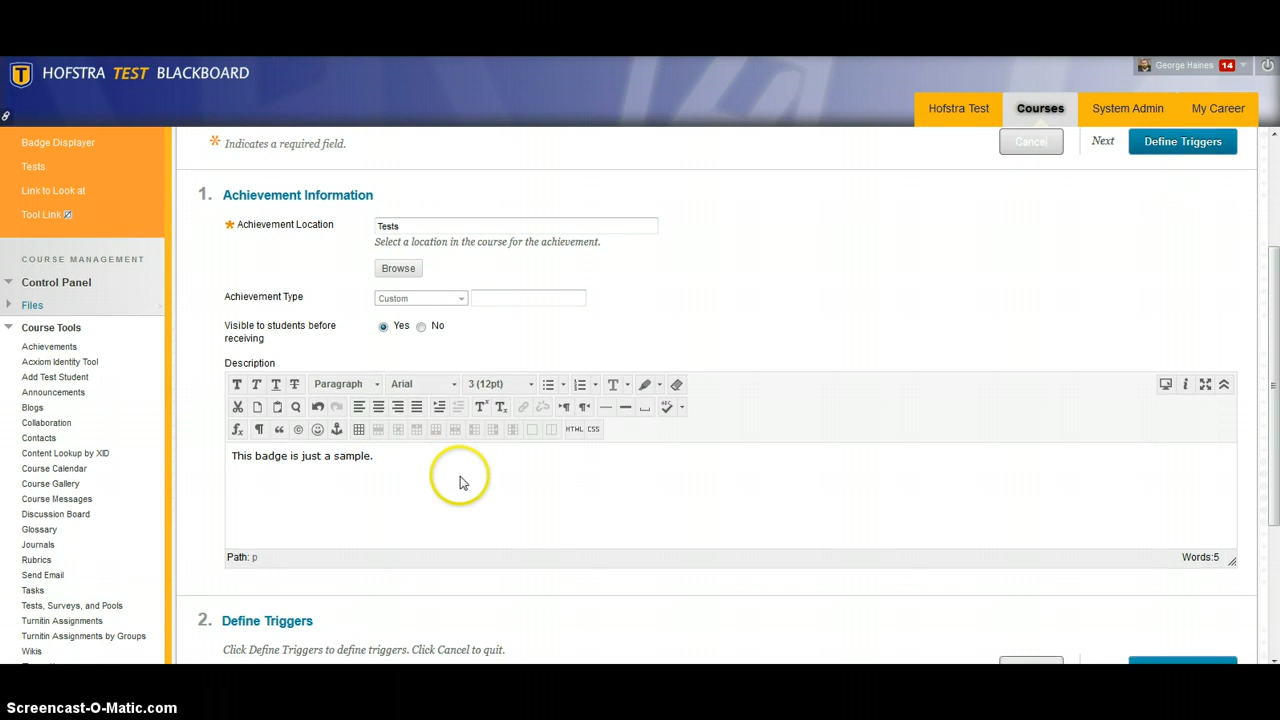 HOFSTRA TEST BLACKBOARD
George Haines 14
Hofstra Test
Courses
System Admin
My Career
Badge Displayer
Tests
Link to Look at
Tool Link
COURSE MANAGEMENT
Control Panel
Files
Course Tools
Achievements
Acxiom Identity Tool
Add Test Student
Announcements
Blogs
Collaboration
Contacts
Content Lookup by XID
Course Calendar
Course Gallery
Course Messages
Discussion Board
Glossary
Journals
Rubrics
Send Email
Tasks
Tests, Surveys, and Pools
Turnitin Assignments
Turnitin Assignments by Groups
Wikis
* Indicates a required field.
Cancel
Next
Define Triggers
1. Achievement Information
* Achievement Location
Tests
Select a location in the course for the achievement.
Browse
Achievement Type
Custom
Visible to students before
receiving
Yes
No
Description
T T T T Paragraph Arial 3 (12pt) T
HTML CSS
This badge is just a sample.
Path: p
Words:5
2. Define Triggers
Click Define Triggers to define triggers. Click Cancel to quit.
Screencast-O-Matic.com